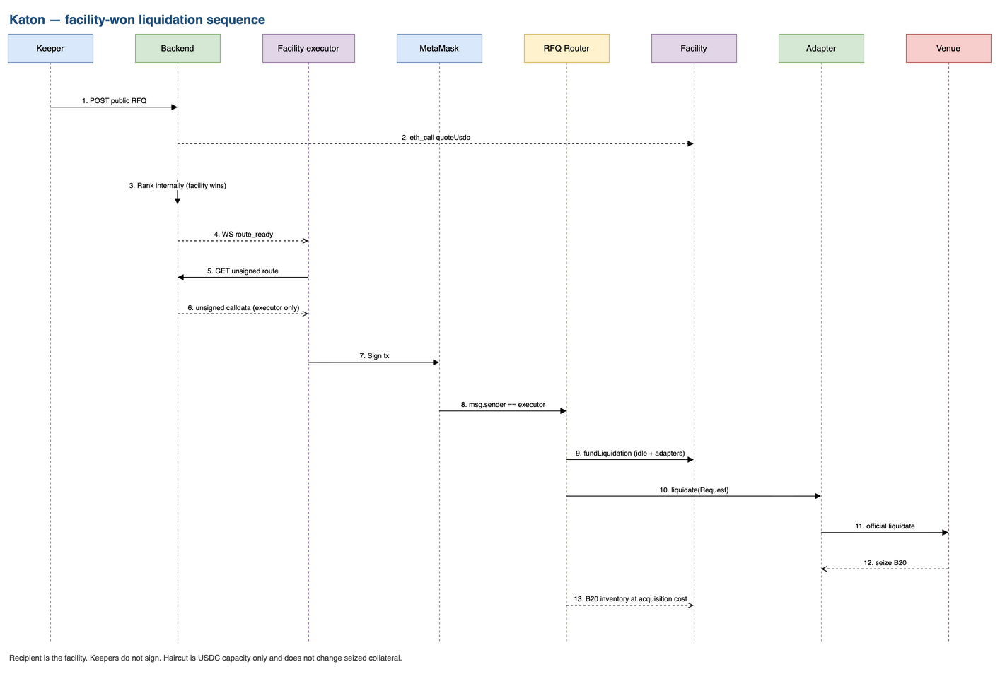 Katon — facility-won liquidation sequence
Keeper
Backend
Facility executor
MetaMask
RFQ Router
Facility
Adapter
Venue
1. POST public RFQ
2. eth_call quoteUsdc
3. Rank internally (facility wins)
4. WS route_ready
5. GET unsigned route
6. unsigned calldata (executor only)
7. Sign tx
8. msg.sender == executor
9. fundLiquidation (idle + adapters)
10. liquidate(Request)
11. official liquidate
12. seize B20
13. B20 inventory at acquisition cost
Recipient is the facility. Keepers do not sign. Haircut is USDC capacity only and does not change seized collateral.